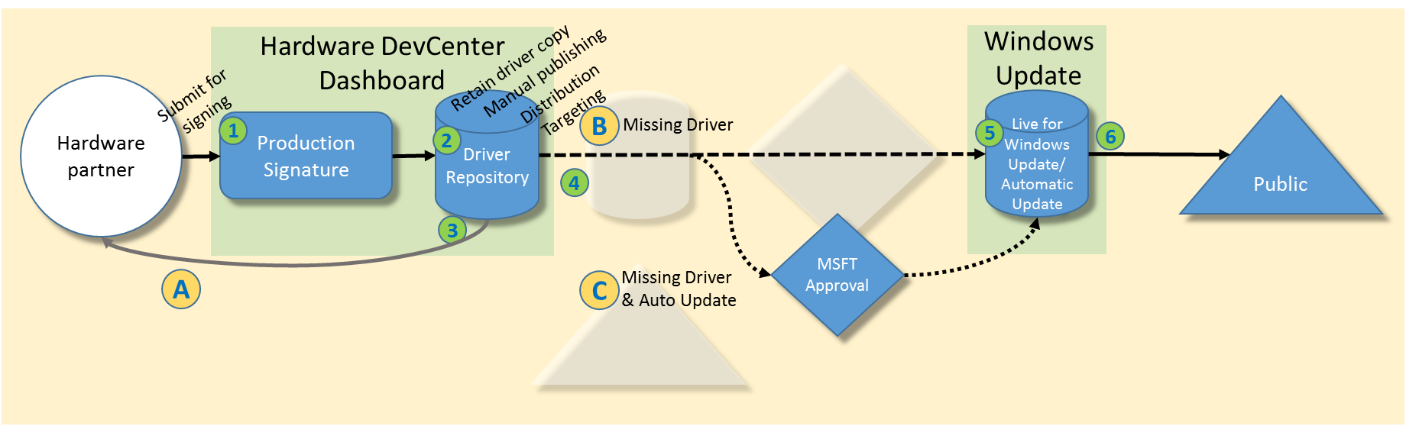 Hardware DevCenter
Dashboard
Windows
Update
Submit for
signing
Retain driver copy
Manual publishing
Distribution
Targeting
Hardware
partner
1
Production
Signature
2
Driver
Repository
3
4
A
B
Missing Driver
C
Missing Driver
& Auto Update
MSFT
Approval
5
Live for
Windows
Update/
Automatic
Update
6
Public